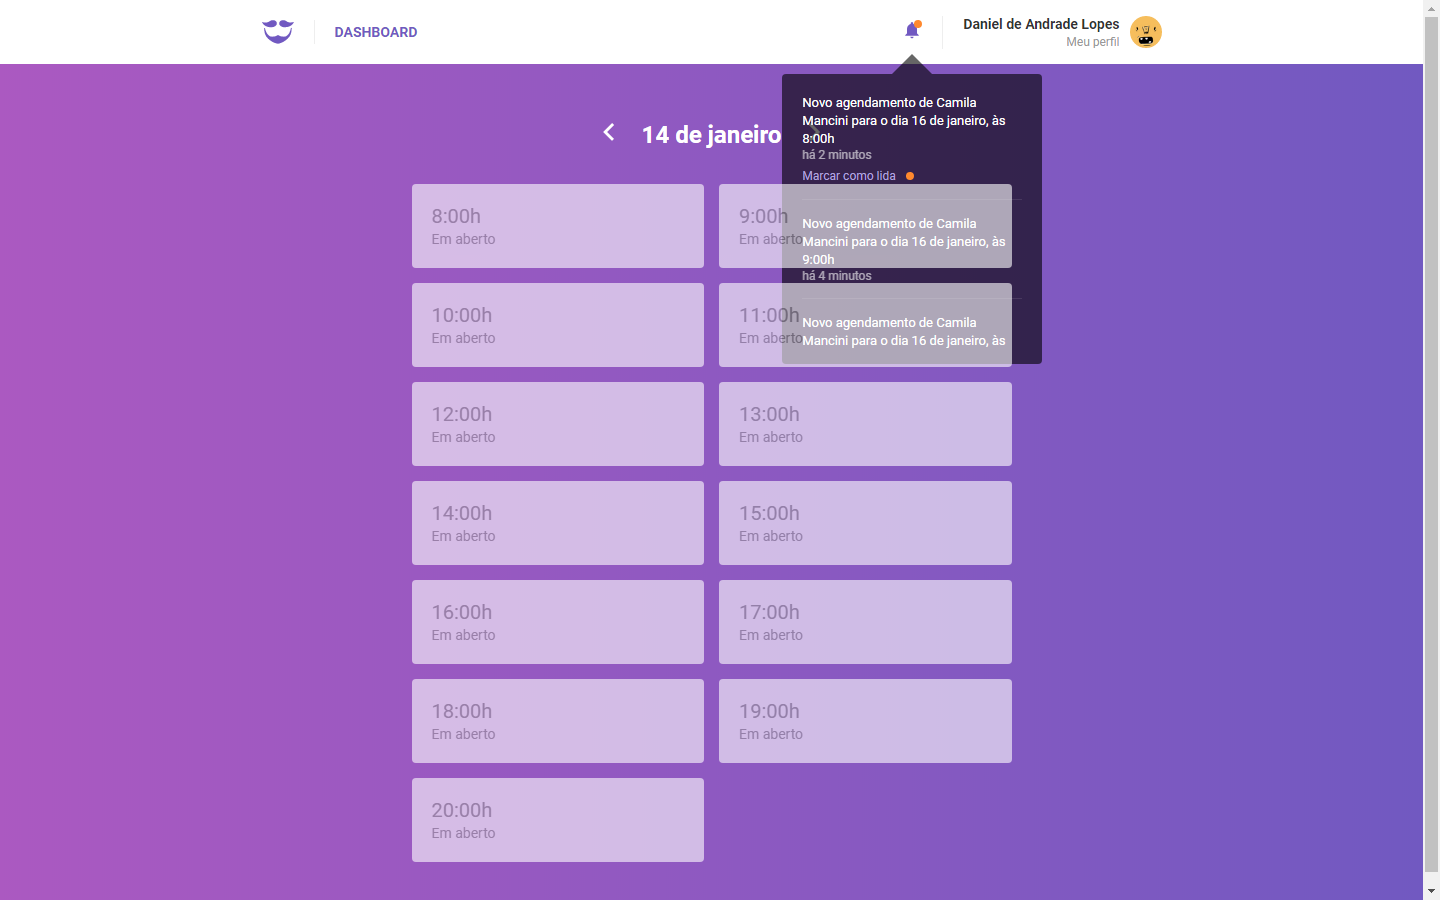 DASHBOARD
Daniel de Andrade Lopes
Meu perfil
14 de janeiro
Novo agendamento de Camila
Mancini para o dia 16 de janeiro, às
8:00h
há 2 minutos
Marcar como lida
Novo agendamento de Camila
Mancini para o dia 16 de janeiro, às
9:00h
há 4 minutos
Novo agendamento de Camila
Mancini para o dia 16 de janeiro, às
8:00h
Em aberto
9:00h
Em aberto
10:00h
Em aberto
11:00h
Em aberto
12:00h
Em aberto
13:00h
Em aberto
14:00h
Em aberto
15:00h
Em aberto
16:00h
Em aberto
17:00h
Em aberto
18:00h
Em aberto
19:00h
Em aberto
20:00h
Em aberto